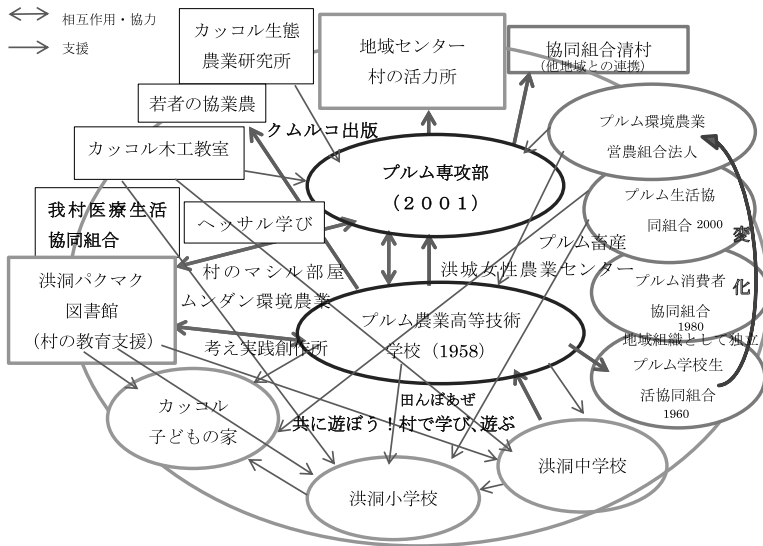 相互作用・協力
支援
カッコル生態
農業研究所
地域センター
村の活力所
協同組合清村
(他地域との連携)
若者の協業農
クムルコ出版
カッコル木工教室
プルム環境農業
営農組合法人
プルム専攻部
（２００１）
我村医療生活
協同組合
ヘッサル学び
プルム生活協
同組合 2000
変
化
プルム畜産
洪城女性農業センター
村のマシル部屋
ムンダン環境農業
洪洞パクマク
図書館
（村の教育支援）
プルム消費者
協同組合
1980
地域組織として独立
プルム農業高等技術
学校（1958）
考え実践創作所
プルム学校生
活協同組合
1960
カッコル
子どもの家
田んぼあぜ
共に遊ぼう！村で学び、遊ぶ
洪洞中学校
洪洞小学校